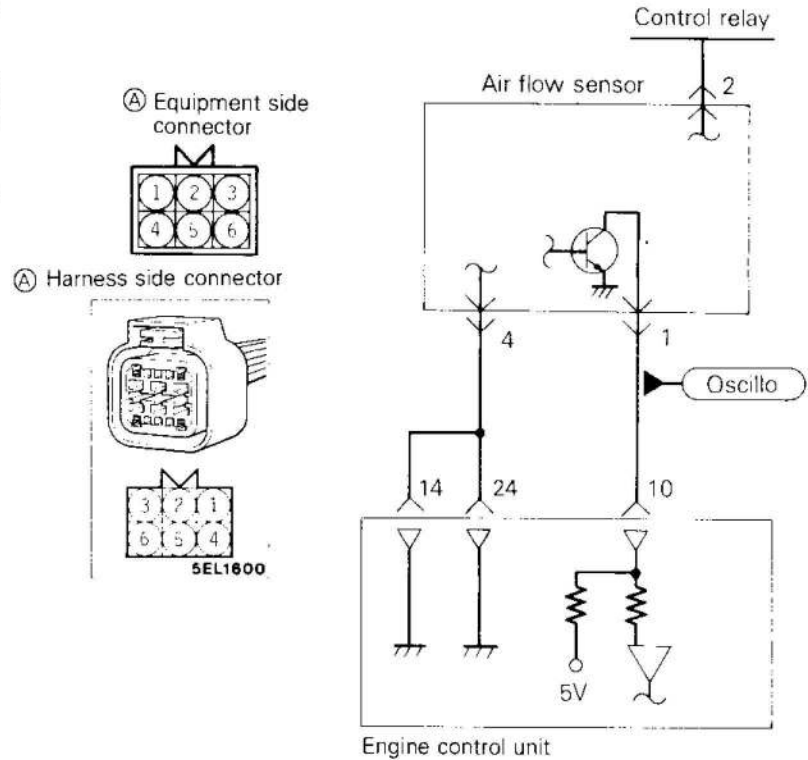 Control relay
Air flow sensor
2
Ⓐ Equipment side
connector
1 2 3
4 5 6
Ⓐ Harness side connector
4
1
Oscillo
14
24
10
3 2 1
6 5 4
5EL1600
5V
Engine control unit